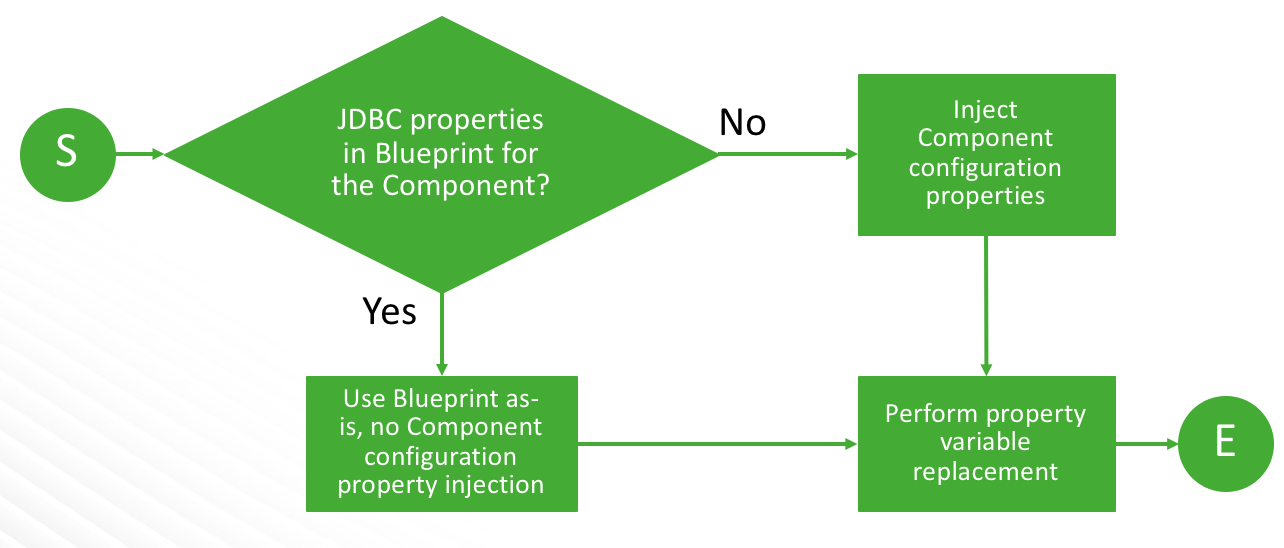 S
JDBC properties
in Blueprint for
the Component?
No
Inject
Component
configuration
properties
Yes
Use Blueprint as-
is, no Component
configuration
property injection
Perform property
variable
replacement
E